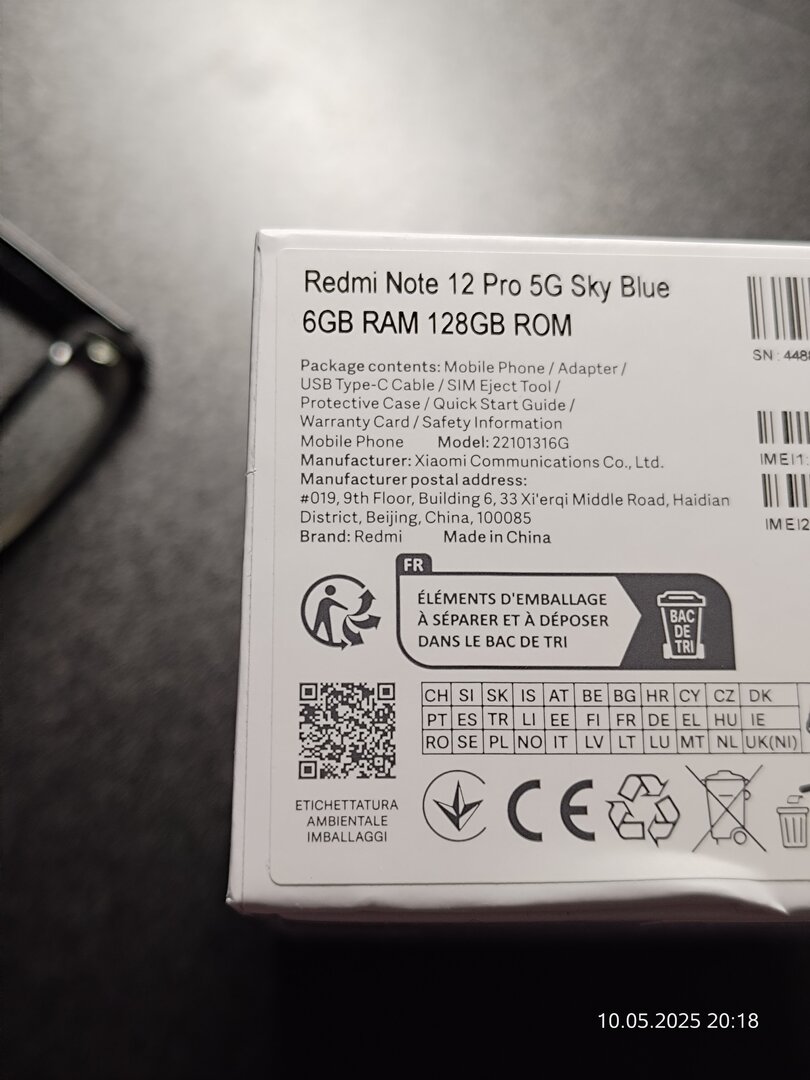 Redmi Note 12 Pro 5G Sky Blue
6GB RAM 128GB ROM
Package contents: Mobile Phone / Adapter /
USB Type-C Cable / SIM Eject Tool /
Protective Case / Quick Start Guide /
Warranty Card / Safety Information
Mobile Phone Model: 22101316G
Manufacturer: Xiaomi Communications Co., Ltd.
Manufacturer postal address:
#019, 9th Floor, Building 6, 33 Xi'erqi Middle Road, Haidian
District, Beijing, China, 100085
Brand: Redmi Made in China
SN: 448
IMEI1:
IMEI2
FR
ÉLÉMENTS D'EMBALLAGE
À SÉPARER ET À DÉPOSER
DANS LE BAC DE TRI
BAC
DE
TRI
CH SI SK IS AT BE BG HR CY CZ DK
PT ES TR LI EE FI FR DE EL HU IE
RO SE PL NO IT LV LT LU MT NL UK(NI)
ETICHETTATURA
AMBIENTALE
IMBALLAGGI
CE
10.05.2025 20:18